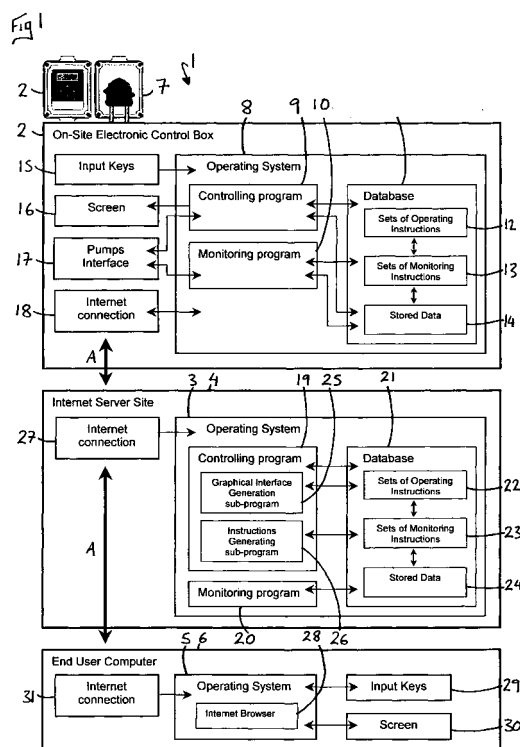 Fig 1
1
2
7
8
9
10
2
On-Site Electronic Control Box
15
Input Keys
Operating System
Controlling program
Database
Sets of Operating
Instructions
12
16
Screen
17
Pumps
Interface
Monitoring program
Sets of Monitoring
Instructions
13
18
Internet
connection
Stored Data
14
A
3
4
19
25
21
Internet Server Site
27
Internet
connection
Operating System
Controlling program
Database
Graphical Interface
Generation
sub-program
Sets of Operating
Instructions
22
Instructions
Generating
sub-program
Sets of Monitoring
Instructions
23
A
Stored Data
24
Monitoring program
20
28
26
5
6
End User Computer
31
Internet
connection
Operating System
Internet Browser
Input Keys
29
Screen
30